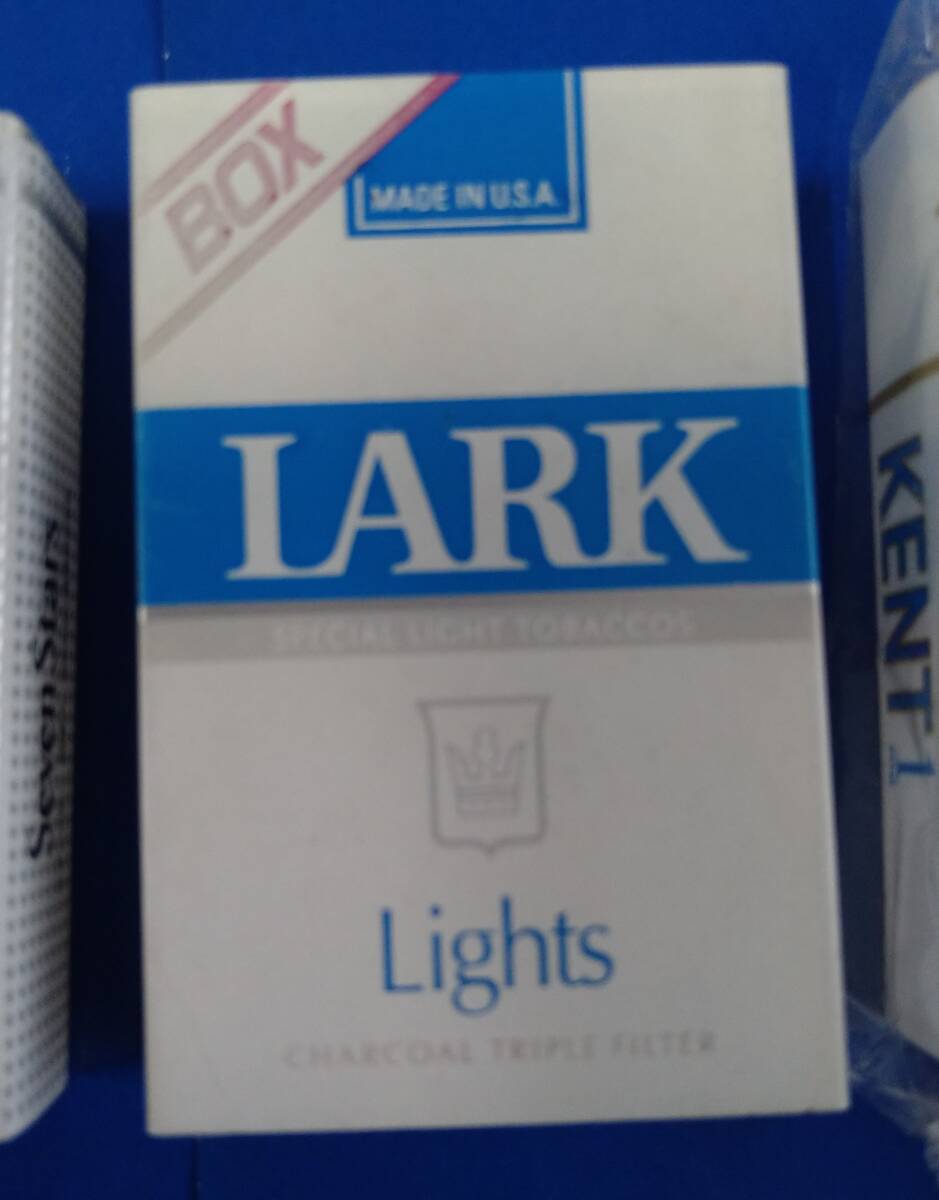 BOX
MADE IN U.S.A.
LARK
SPECIAL LIGHT TOBACCOS
Lights
CHARCOAL TRIPLE FILTER
Seven Stars
KENT 1